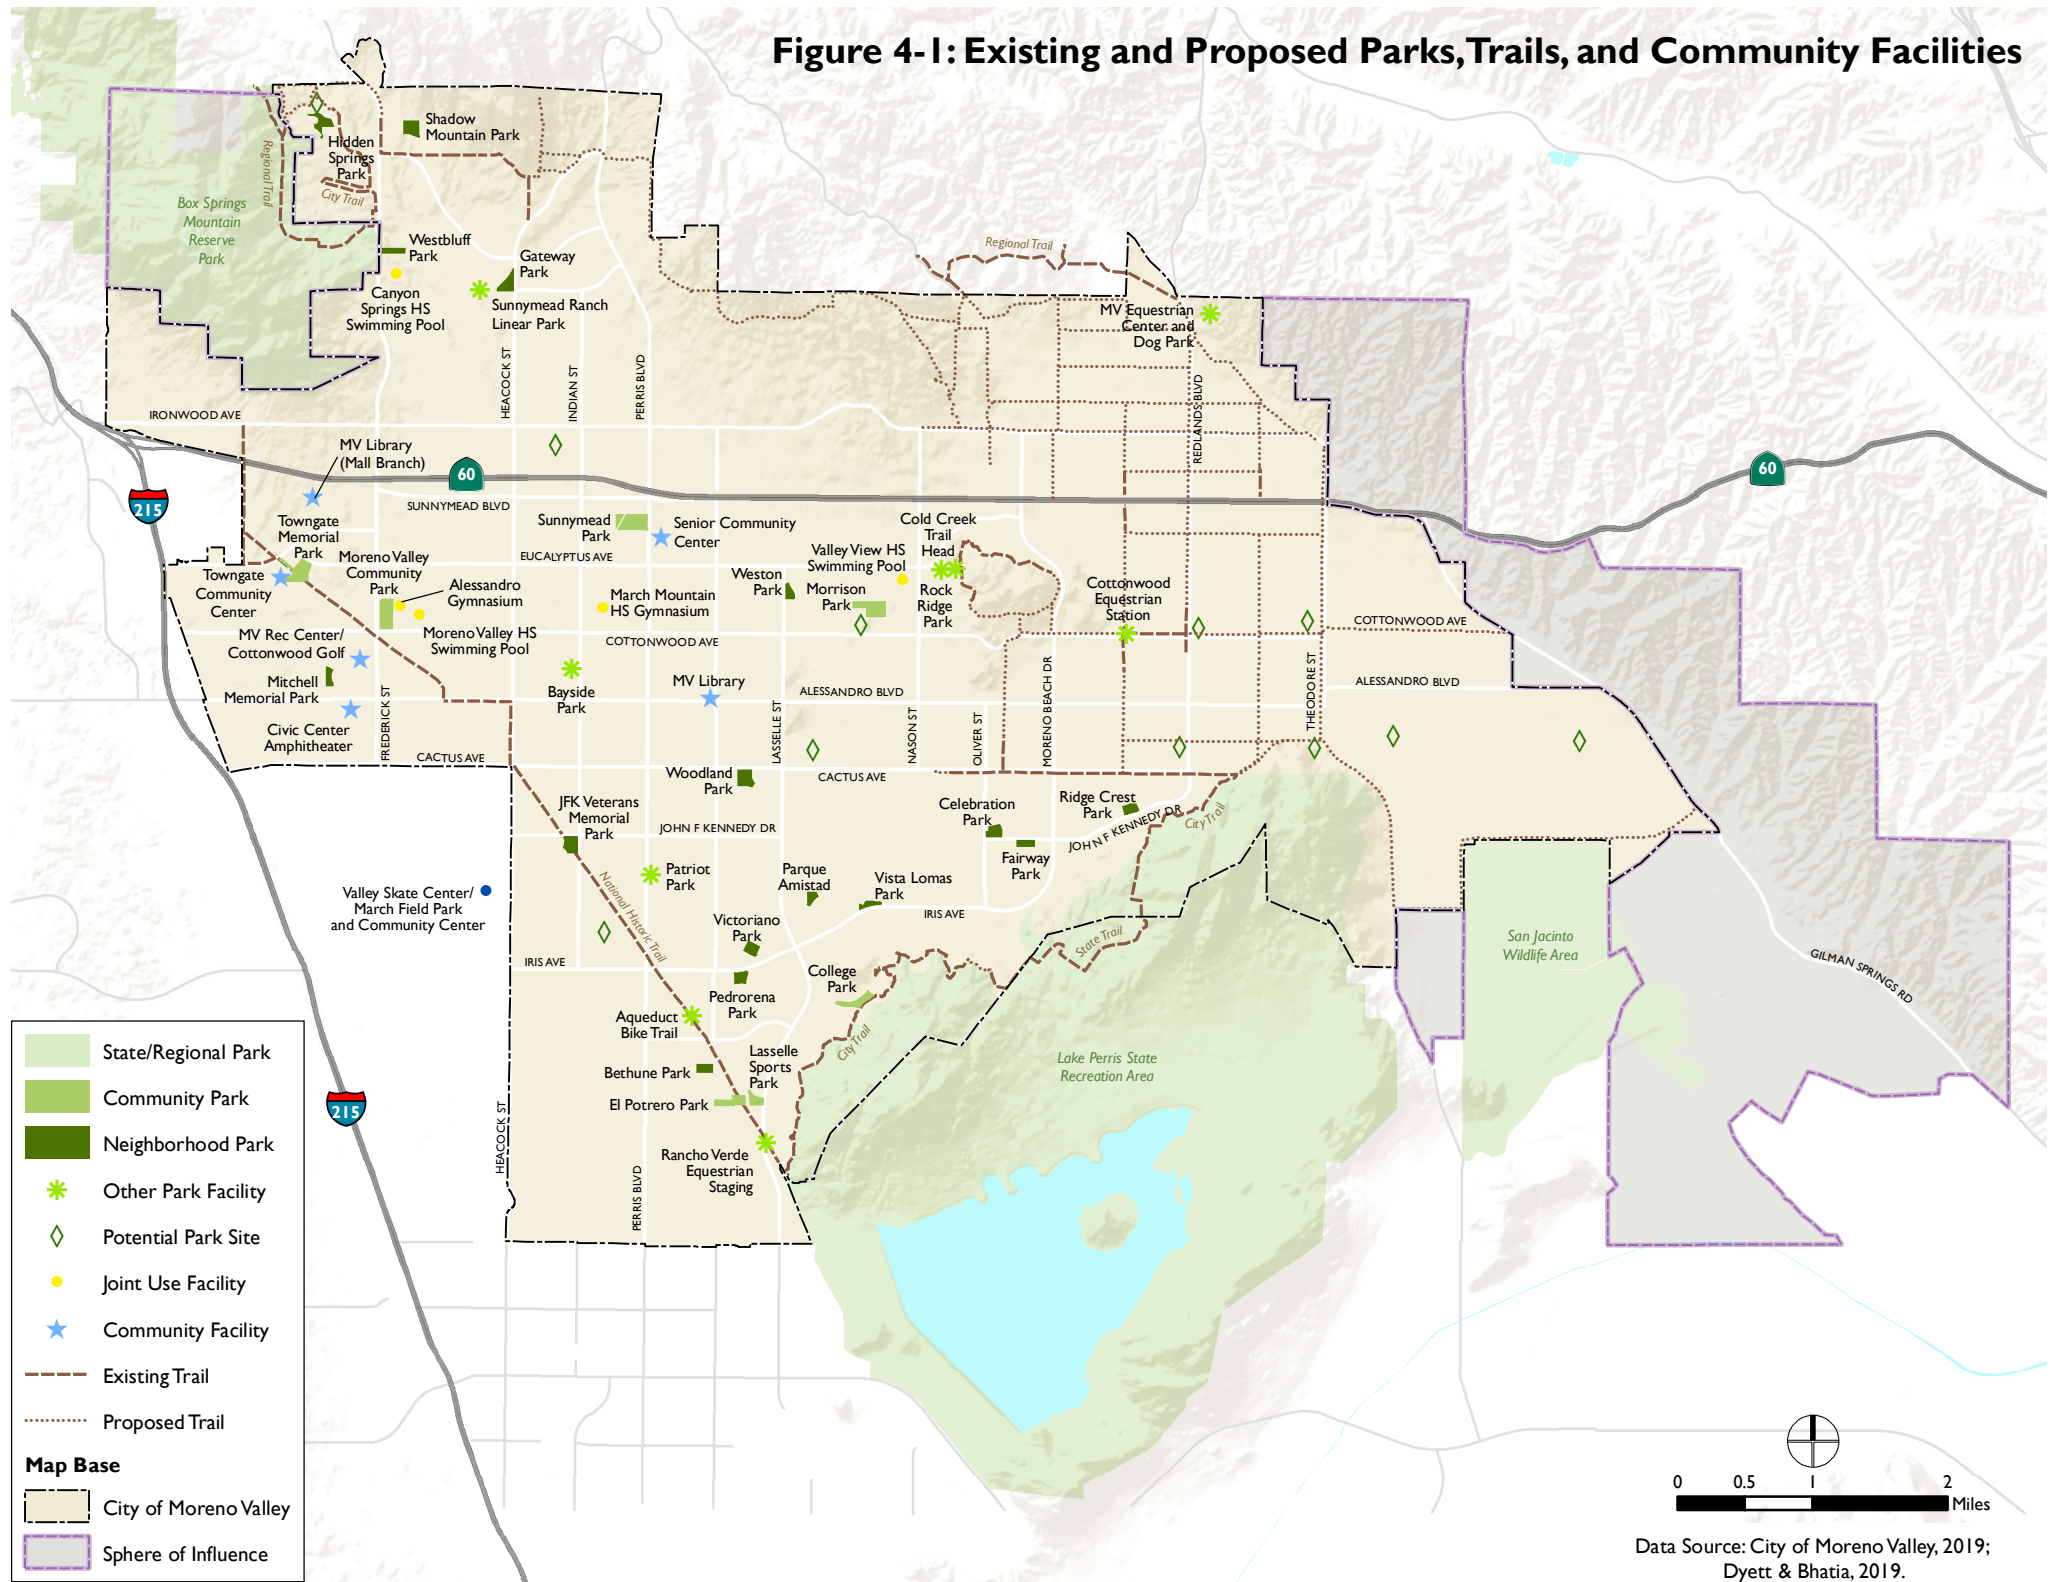 Figure 4-1: Existing and Proposed Parks, Trails, and Community Facilities
Shadow
Mountain Park
Hidden
Springs
Park
Regional Trail
City Trail
Box Springs
Mountain
Reserve
Park
Westbluff
Park
Canyon
Springs HS
Swimming Pool
Gateway
Park
Sunnymead Ranch
Linear Park
Regional Trail
MV Equestrian
Center and
Dog Park
HEACOCK ST
INDIAN ST
PERRIS BLVD
REDLANDS BLVD
IRONWOOD AVE
MV Library
(Mall Branch)
60
60
215
SUNNYMEAD BLVD
Towngate
Memorial
Park
Sunnymead
Park
Senior Community
Center
Cold Creek
Trail
Head
Valley View HS
Swimming Pool
EUCALYPTUS AVE
Moreno Valley
Community
Park
Towngate
Community
Center
Alessandro
Gymnasium
March Mountain
HS Gymnasium
Weston
Park
Morrison
Park
Rock
Ridge
Park
Cottonwood
Equestrian
Station
MV Rec Center/
Cottonwood Golf
Moreno Valley HS
Swimming Pool
COTTONWOOD AVE
COTTONWOOD AVE
Mitchell
Memorial Park
Bayside
Park
MV Library
ALESSANDRO BLVD
ALESSANDRO BLVD
Civic Center
Amphitheater
FREDERICK ST
LASSELLE ST
NASON ST
OLIVER ST
MORENO BEACH DR
THEODORE ST
CACTUS AVE
CACTUS AVE
Woodland
Park
JFK Veterans
Memorial
Park
JOHN F KENNEDY DR
Celebration
Park
Ridge Crest
Park
JOHN F KENNEDY DR
City Trail
Fairway
Park
Valley Skate Center/
March Field Park
and Community Center
National Historic Trail
Patriot
Park
Parque
Amistad
Vista Lomas
Park
IRIS AVE
Victoriano
Park
State Trail
San Jacinto
Wildlife Area
GILMAN SPRINGS RD
IRIS AVE
College
Park
Pedrorena
Park
Aqueduct
Bike Trail
City Trail
Lasselle
Sports
Park
Bethune Park
El Potrero Park
Lake Perris State
Recreation Area
HEACOCK ST
PERRIS BLVD
Rancho Verde
Equestrian
Staging
215
State/Regional Park
Community Park
Neighborhood Park
Other Park Facility
Potential Park Site
Joint Use Facility
Community Facility
Existing Trail
Proposed Trail
Map Base
City of Moreno Valley
Sphere of Influence
0 0.5 1 2
Miles
Data Source: City of Moreno Valley, 2019;
Dyett & Bhatia, 2019.